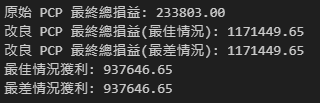 原始 PCP 最終總損益: 233803.00
改良 PCP 最終總損益(最佳情況): 1171449.65
改良 PCP 最終總損益(最差情況): 1171449.65
最佳情況獲利: 937646.65
最差情況獲利: 937646.65